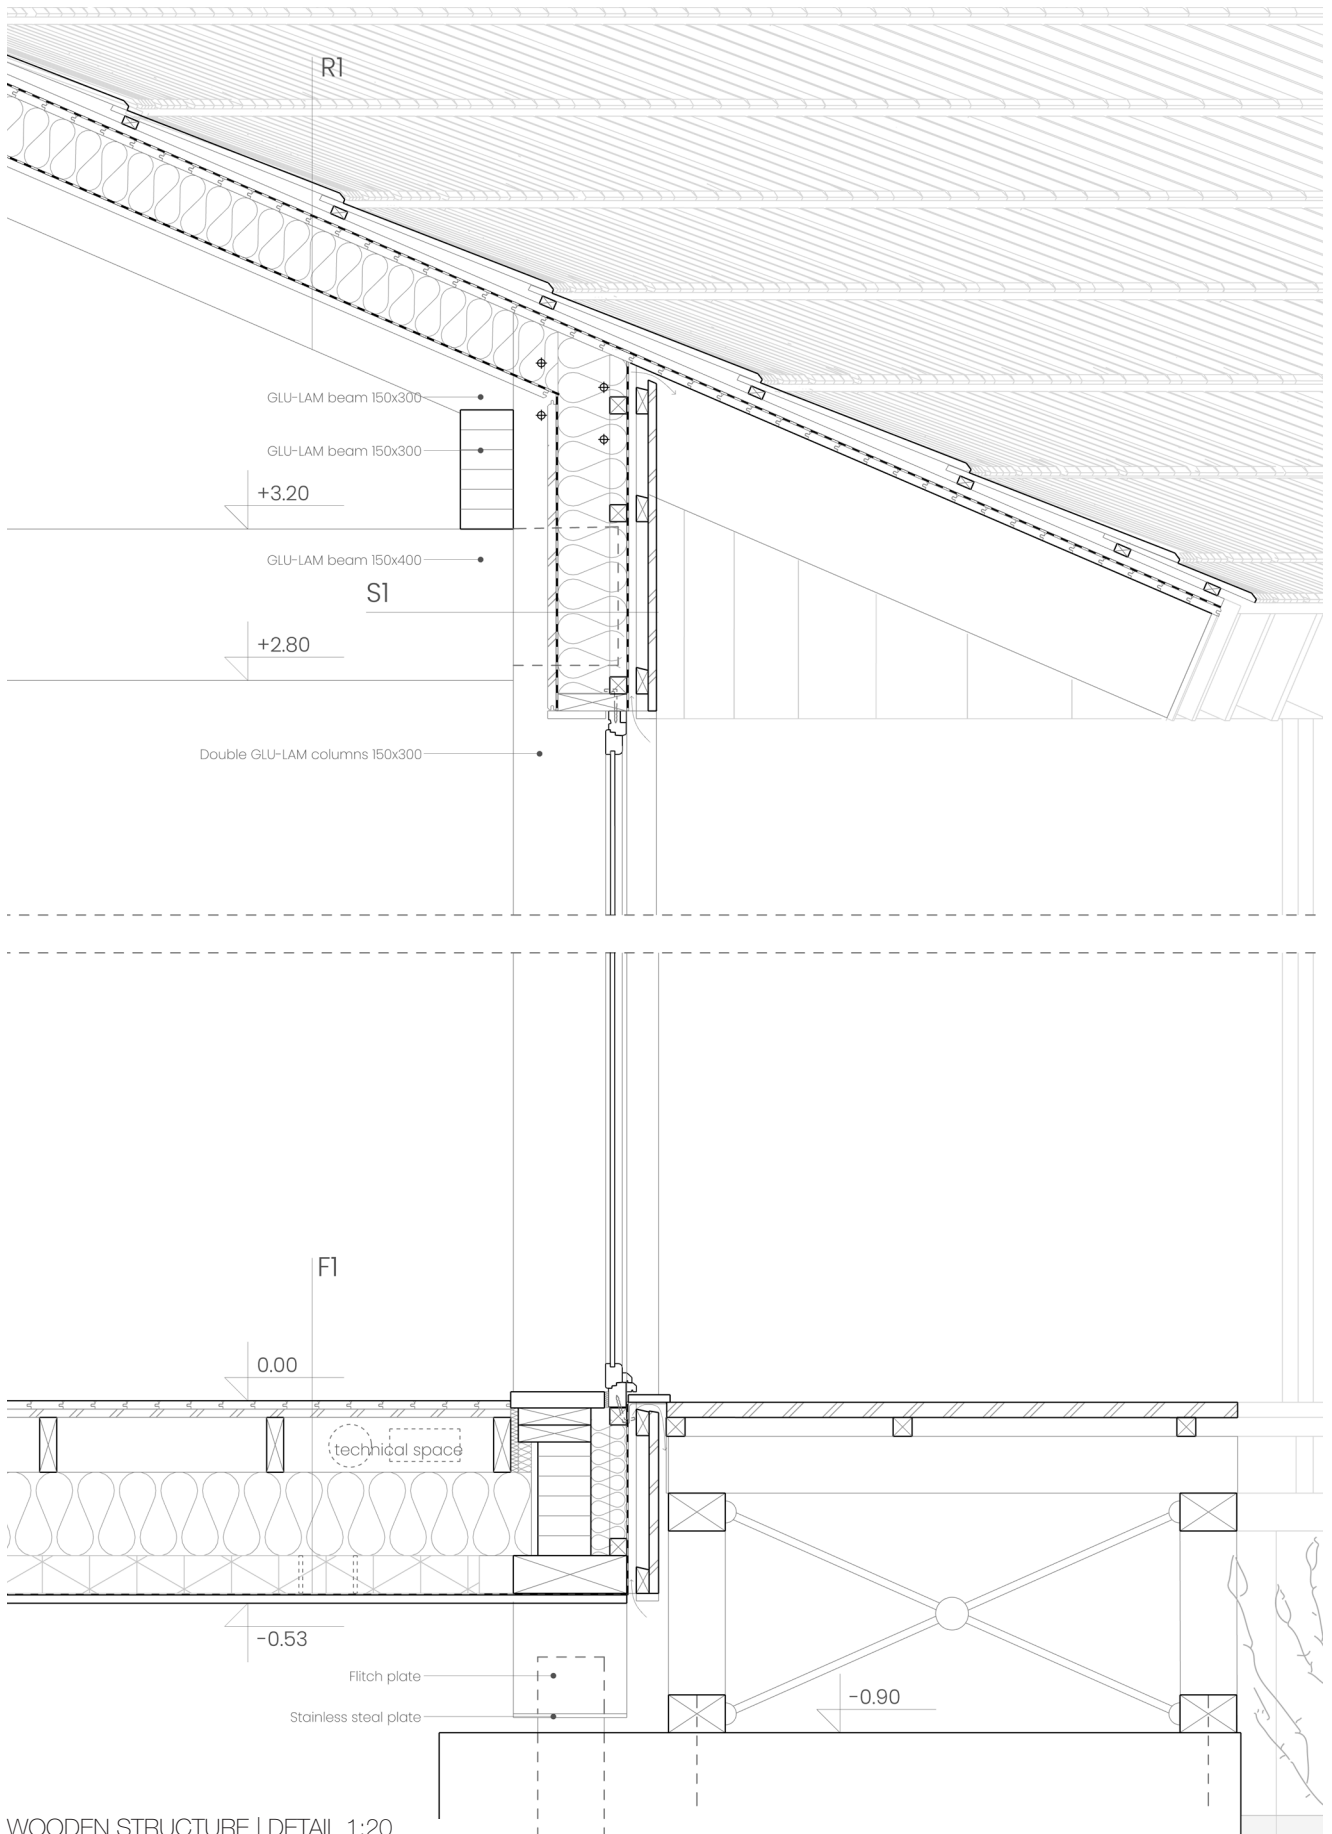 R1
GLU-LAM beam 150x300
GLU-LAM beam 150x300
+3.20
GLU-LAM beam 150x400
S1
+2.80
Double GLU-LAM columns 150x300
F1
0.00
technical space
-0.53
Flitch plate
-0.90
Stainless steal plate
WOODEN STRUCTURE | DETAIL 1:20